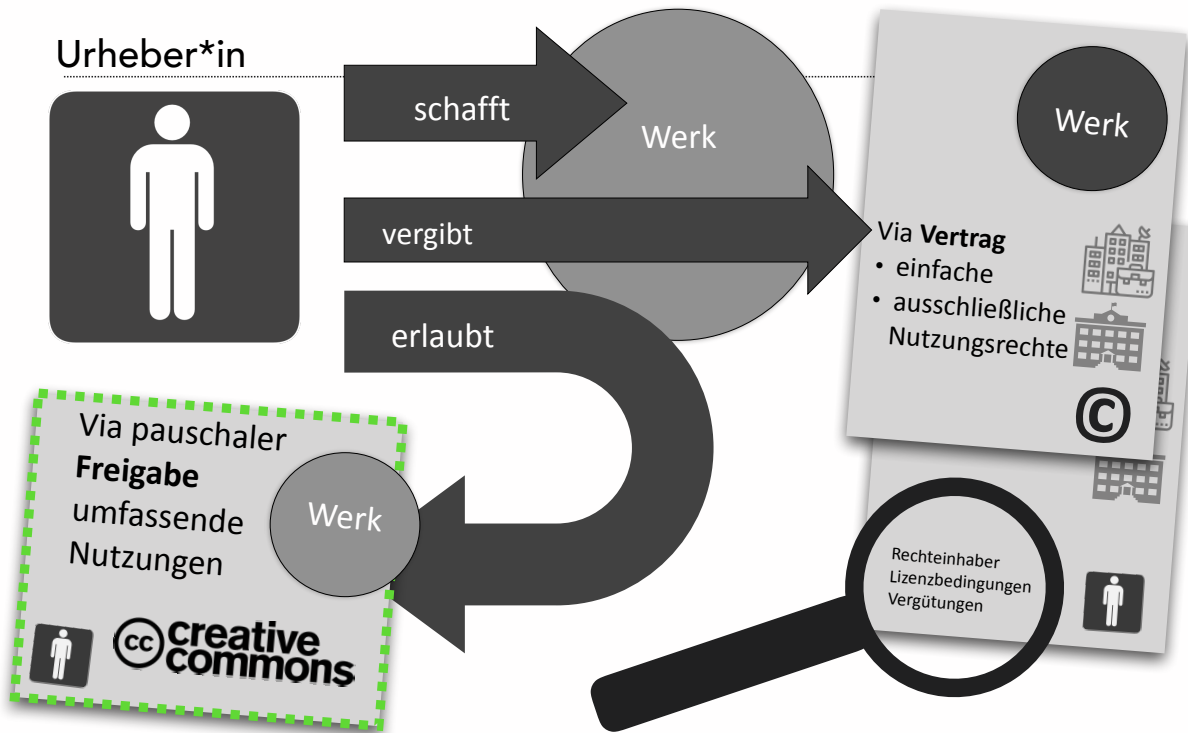 Urheber*in
schafft
Werk
Werk
vergibt
Via Vertrag
• einfache
• ausschließliche
Nutzungsrechte
©
erlaubt
Via pauschaler
Freigabe
umfassende
Nutzungen
Werk
cc creative
commons
Rechteinhaber
Lizenzbedingungen
Vergütungen